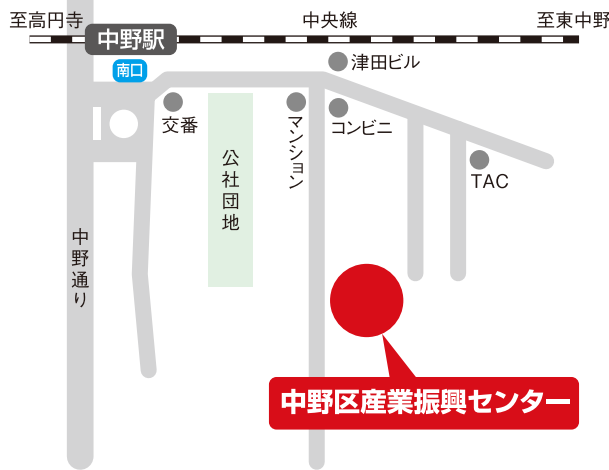 至高円寺
中央線
至東中野
中野駅
南口
津田ビル
交番
マンション
コンビニ
公社団地
TAC
中野通り
中野区産業振興センター